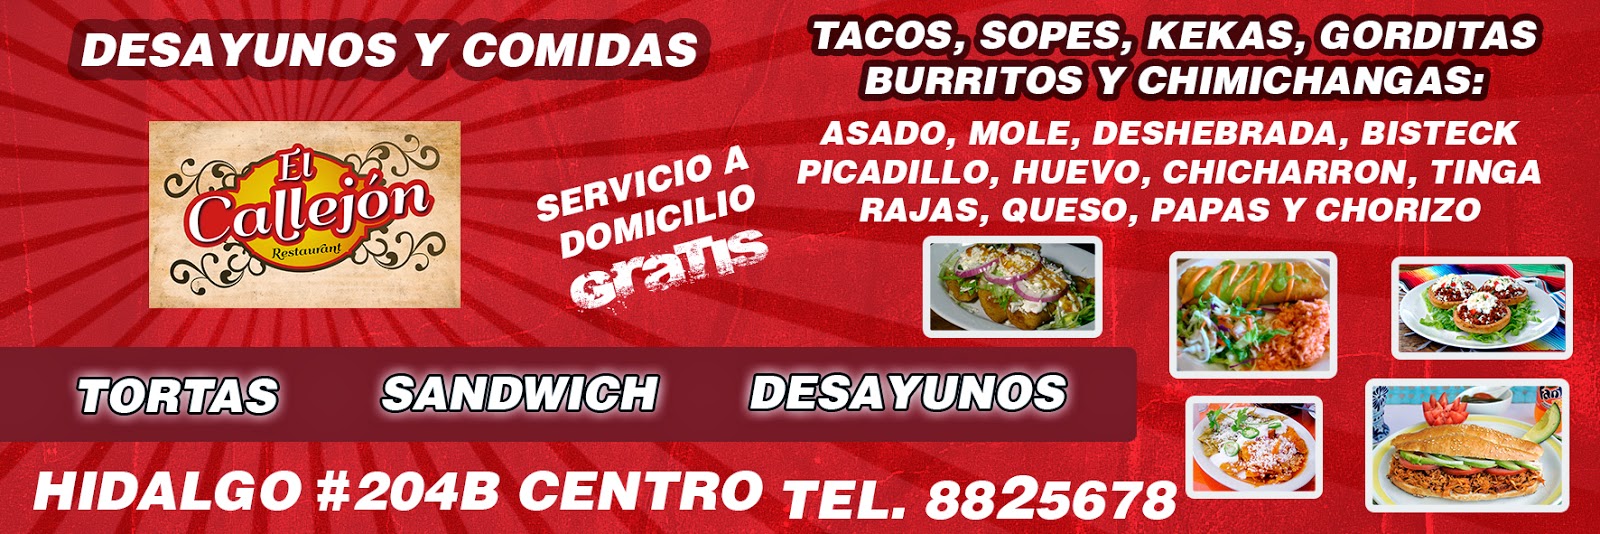 DESAYUNOS Y COMIDAS
El
Callejón
Restaurant
SERVICIO A
DOMICILIO
GRATIS
TACOS, SOPES, KEKAS, GORDITAS
BURRITOS Y CHIMICHANGAS:
ASADO, MOLE, DESHEBRADA, BISTECK
PICADILLO, HUEVO, CHICHARRON, TINGA
RAJAS, QUESO, PAPAS Y CHORIZO
TORTAS SANDWICH DESAYUNOS
HIDALGO #204B CENTRO TEL. 8825678